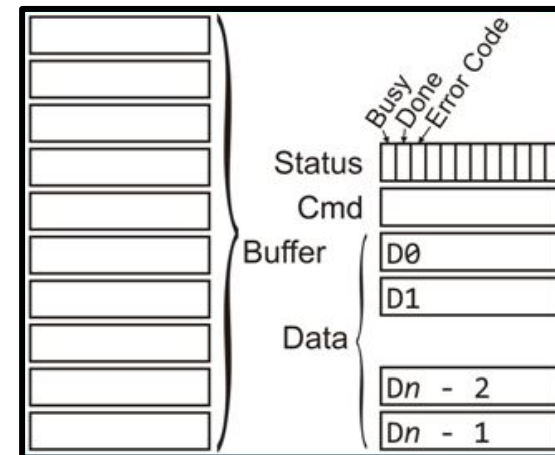 Busy
Done
Error Code
Status
Cmd
Buffer
D0
D1
Data
Dn - 2
Dn - 1